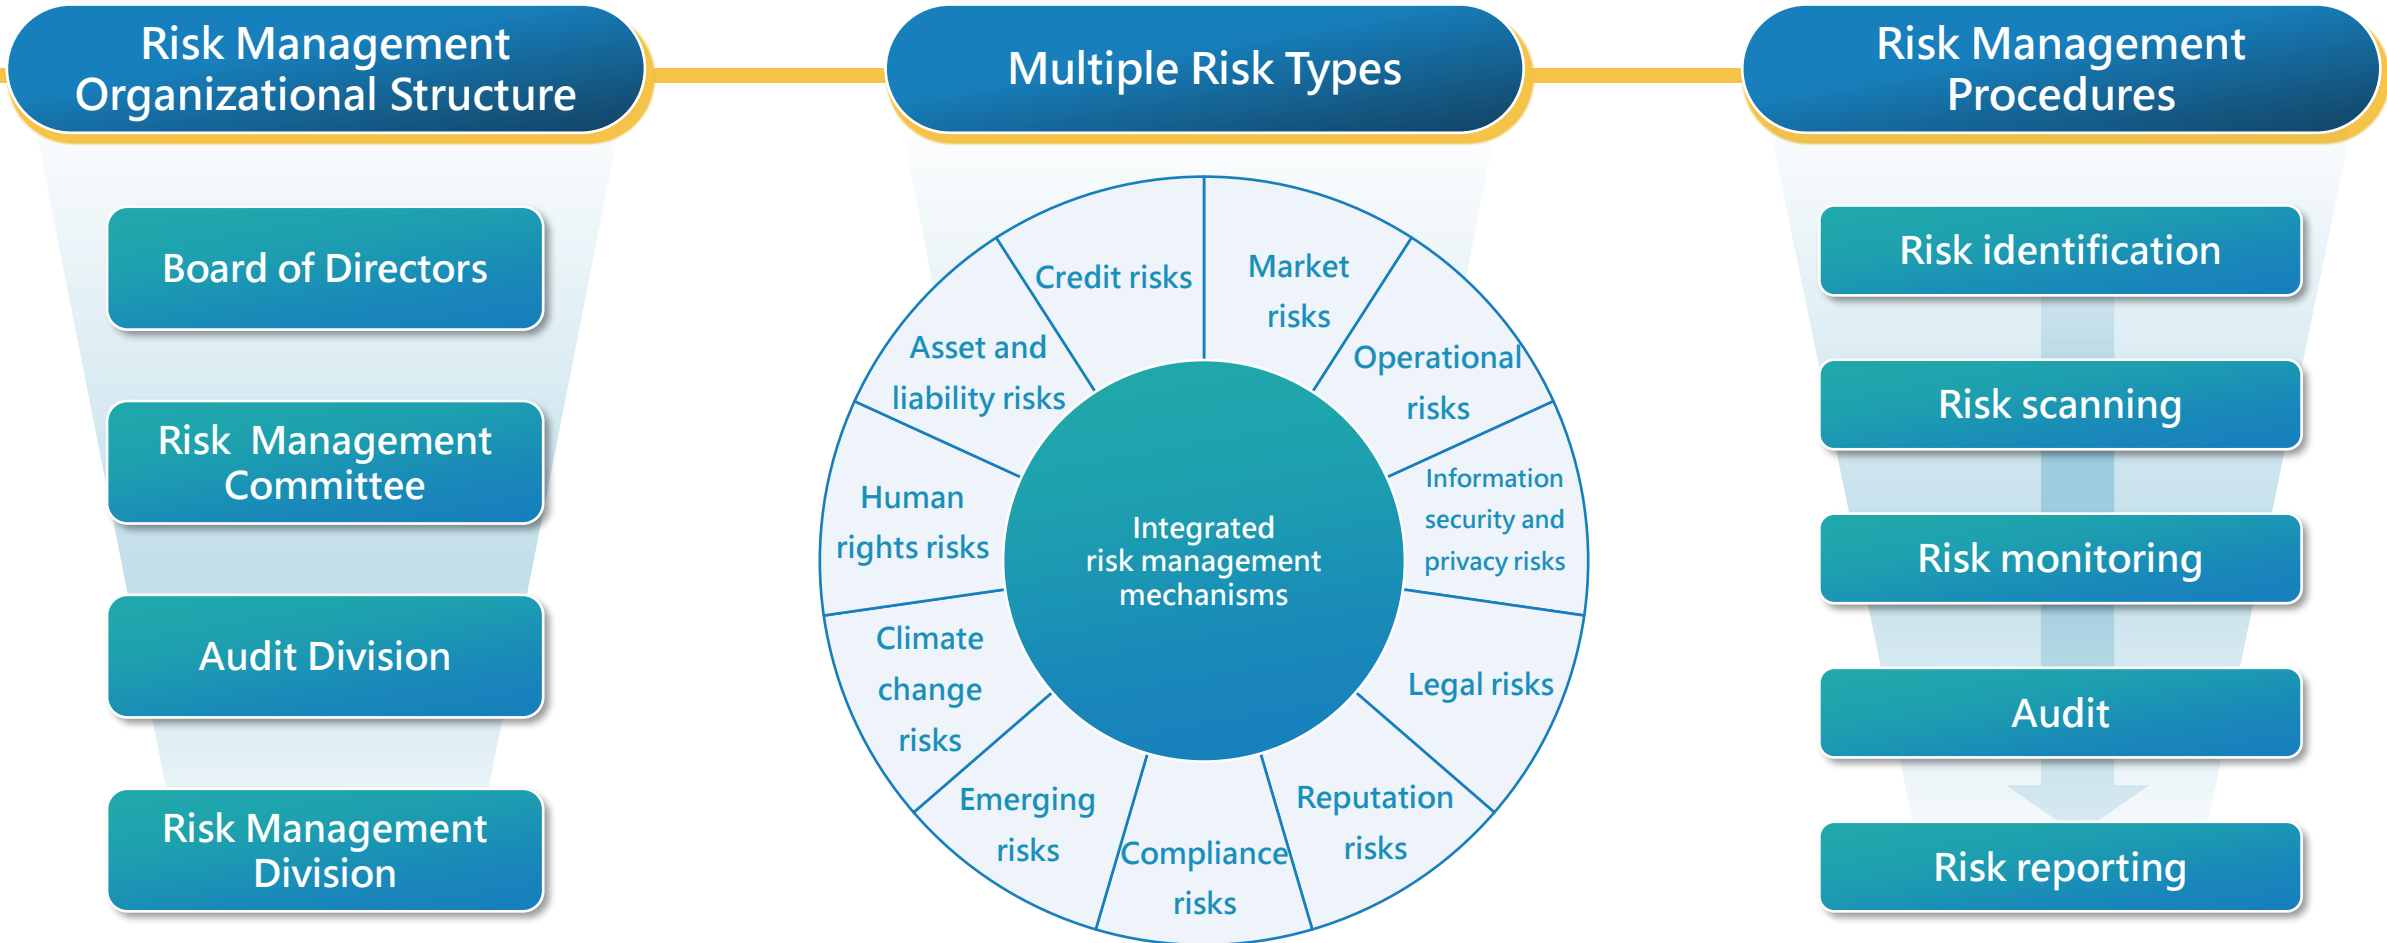 Risk Management
Organizational Structure
Board of Directors
Risk Management
Committee
Audit Division
Risk Management
Division
Multiple Risk Types
Market
risks
Operational
risks
Information
security and
privacy risks
Legal risks
Reputation
risks
Compliance
risks
Emerging
risks
Climate
change
risks
Human
rights risks
Asset and
liability risks
Credit risks
Integrated
risk management
mechanisms
Risk Management
Procedures
Risk identification
Risk scanning
Risk monitoring
Audit
Risk reporting